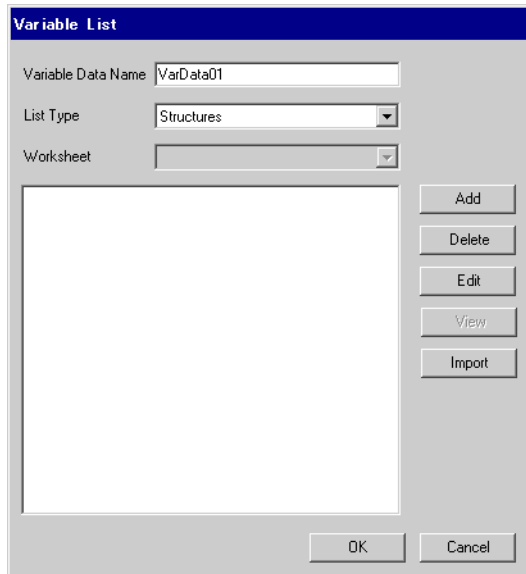 Variable List
Variable Data Name VarData01
List Type Structures
Worksheet
Add
Delete
Edit
View
Import
OK Cancel